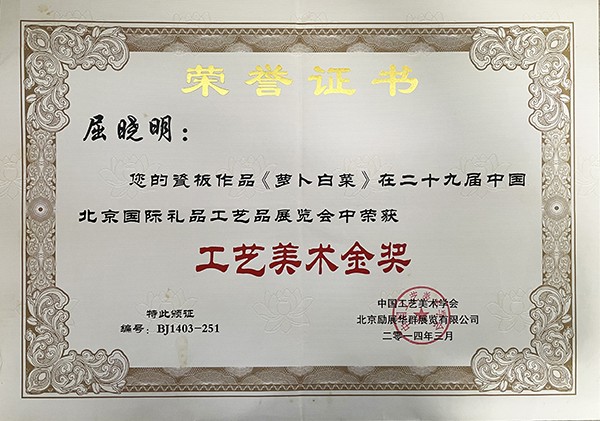 荣誉证书
屈晓明：
您的瓷板作品《萝卜白菜》在二十九届中国
北京国际礼品工艺品展览会中荣获
工艺美术金奖
特此颁证
编号：BJ1403-251
中国工艺美术学会
北京励展华群展览有限公司
二零一四年三月